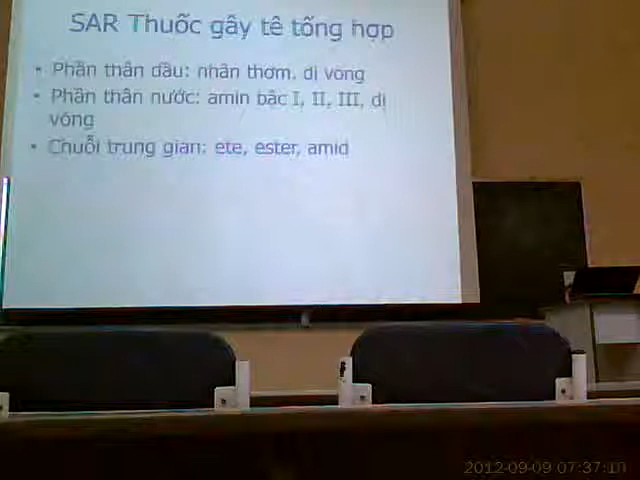 SAR Thuốc gây tê tổng hợp
• Phần thân dầu: nhân thơm, dị vòng
• Phần thân nước: amin bậc I, II, III, dị
vòng
• Chuỗi trung gian: ete, ester, amid
2012-09-09 07:37:10